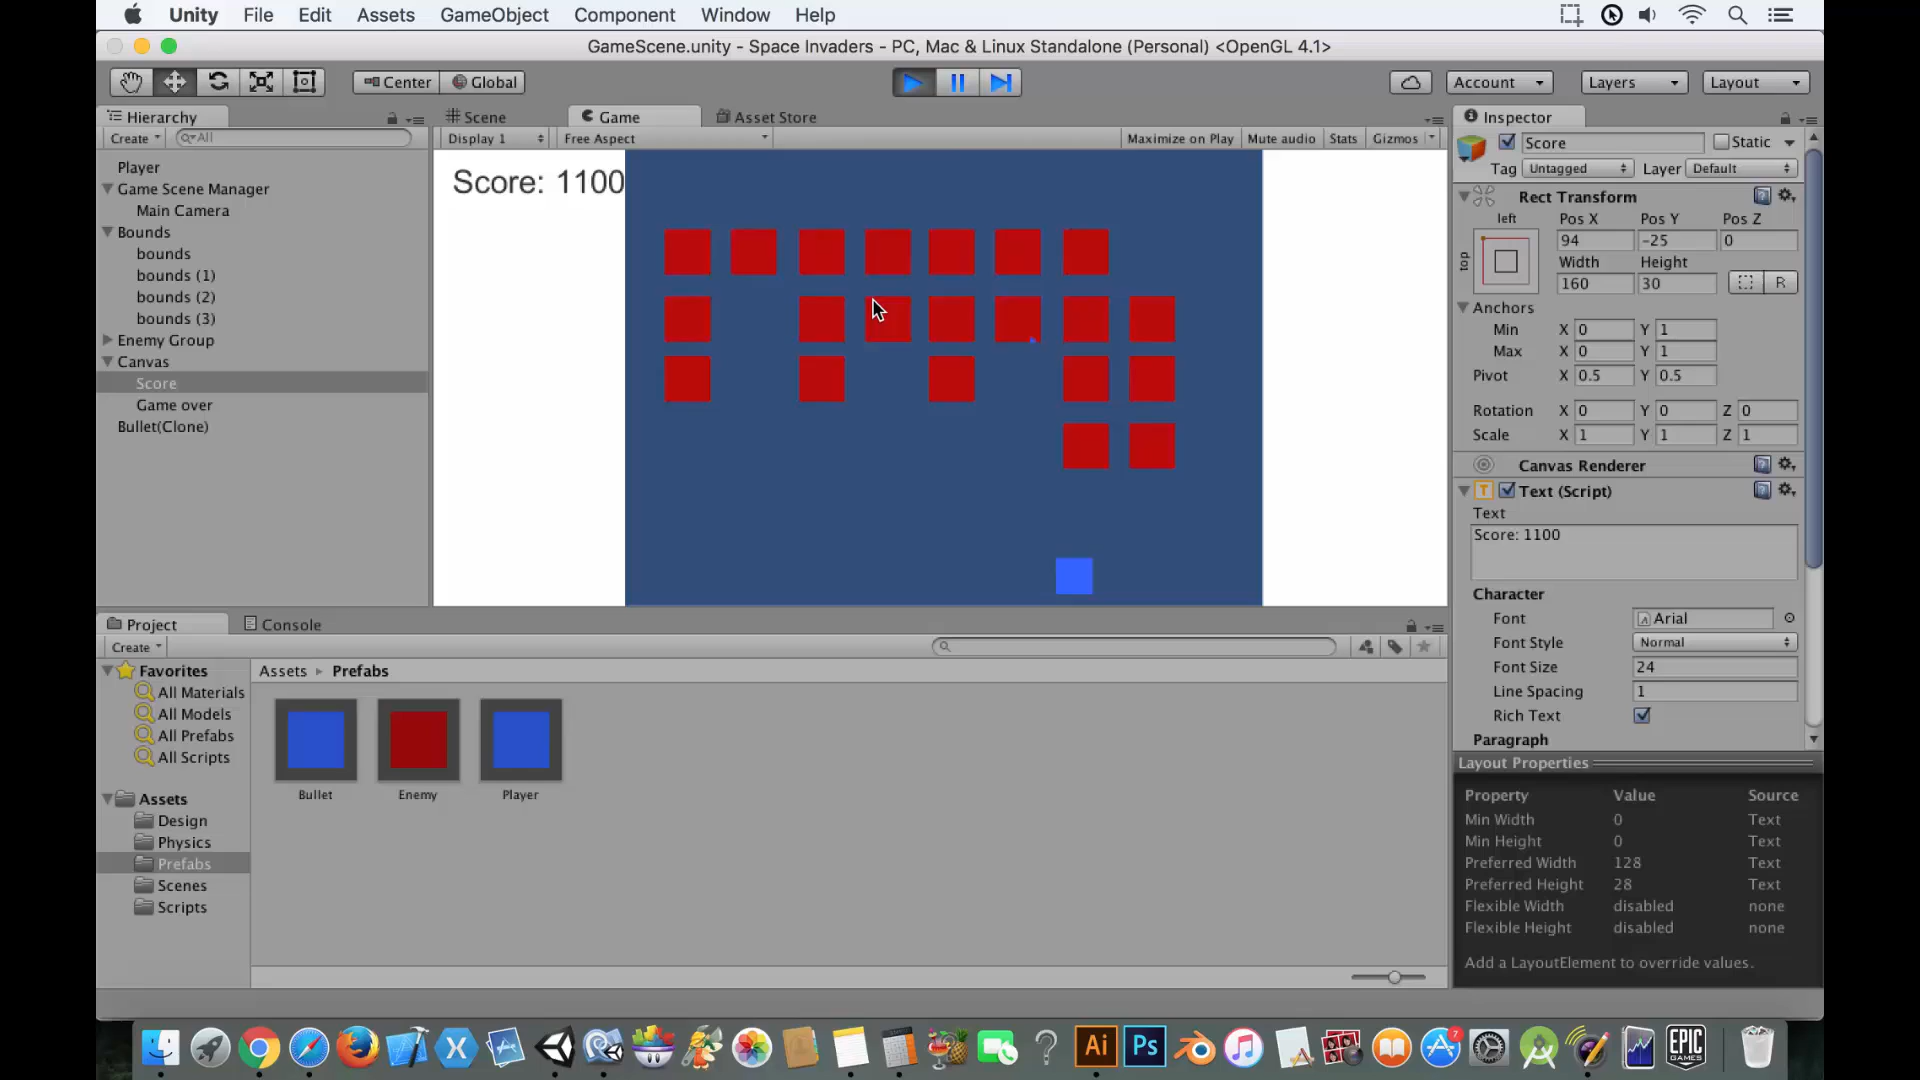 Unity File Edit Assets GameObject Component Window Help
GameScene.unity - Space Invaders - PC, Mac & Linux Standalone (Personal) <OpenGL 4.1>
Center Global Account Layers Layout
Hierarchy Scene Game Asset Store Inspector
Create All Display 1 Free Aspect Maximize on Play Mute audio Stats Gizmos
Player
Game Scene Manager
Main Camera
Bounds
bounds
bounds (1)
bounds (2)
bounds (3)
Enemy Group
Canvas
Score
Game over
Bullet(Clone)
Score: 1100
Score Static
Tag Untagged Layer Default
Rect Transform
left Pos X Pos Y Pos Z
top 94 -25 0
Width Height
160 30 R
Anchors
Min X 0 Y 1
Max X 0 Y 1
Pivot X 0.5 Y 0.5
Rotation X 0 Y 0 Z 0
Scale X 1 Y 1 Z 1
Canvas Renderer
T Text (Script)
Text
Score: 1100
Character
Font A Arial
Font Style Normal
Font Size 24
Line Spacing 1
Rich Text
Paragraph
Layout Properties
Property Value Source
Min Width 0 Text
Min Height 0 Text
Preferred Width 128 Text
Preferred Height 28 Text
Flexible Width disabled none
Flexible Height disabled none
Add a LayoutElement to override values.
Project Console
Create
Favorites
All Materials
All Models
All Prefabs
All Scripts
Assets
Design
Physics
Prefabs
Scenes
Scripts
Assets Prefabs
Bullet Enemy Player
? Ai Ps 7 EPIC GAMES